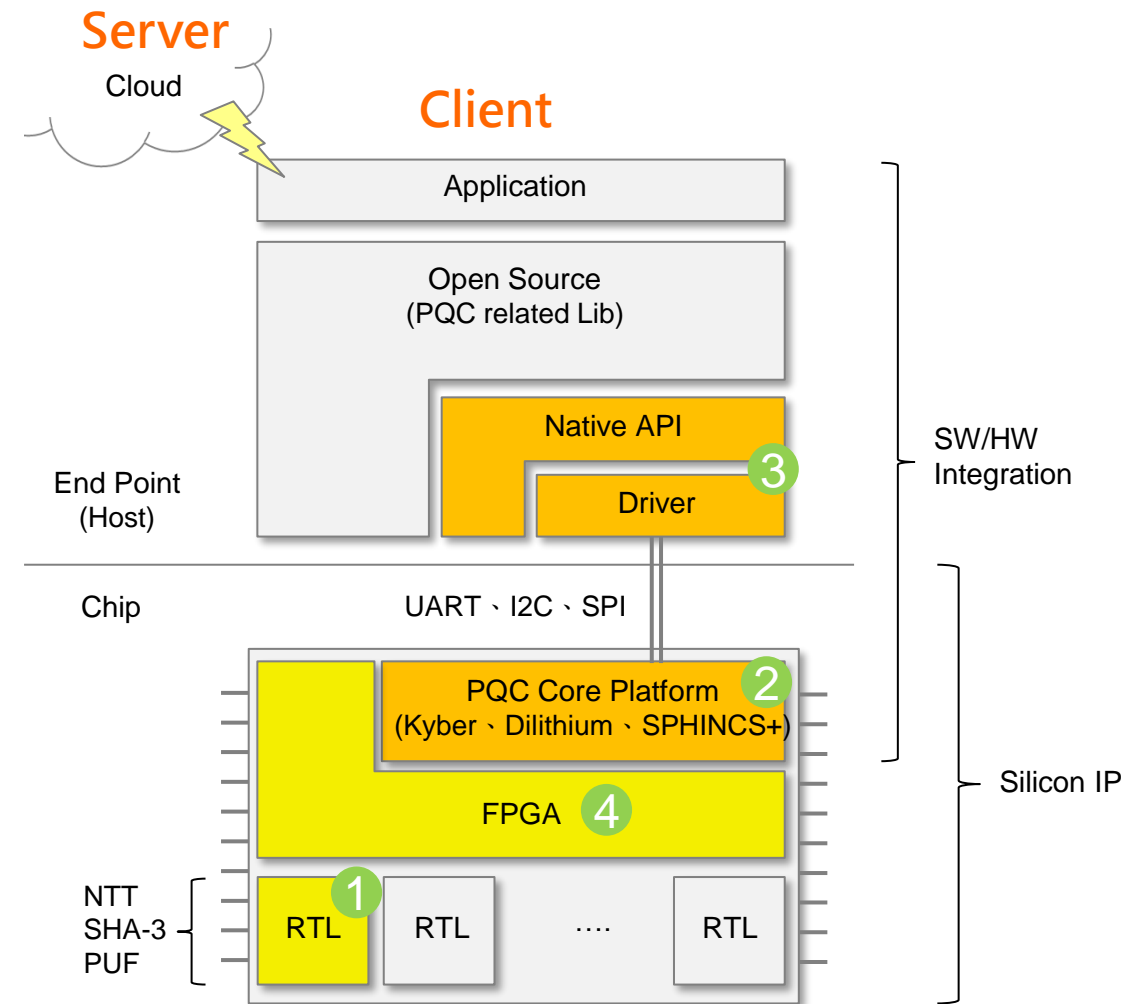 Server
Cloud
Client
Application
Open Source
(PQC related Lib)
Native API
3
Driver
SW/HW
Integration
End Point
(Host)
Chip
UART、I2C、SPI
PQC Core Platform
(Kyber、Dilithium、SPHINCS+)
2
FPGA
4
Silicon IP
NTT
SHA-3
PUF
RTL
1
RTL
....
RTL